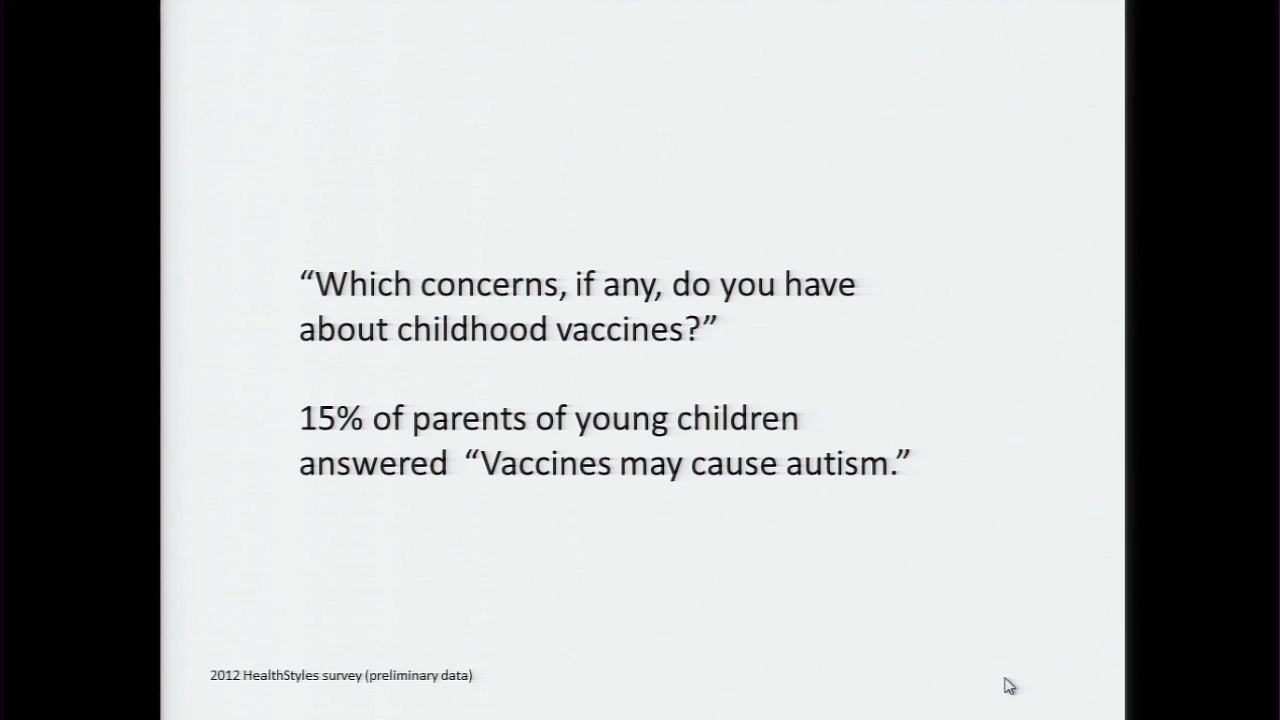 “Which concerns, if any, do you have
about childhood vaccines?”
15% of parents of young children
answered “Vaccines may cause autism.”
2012 HealthStyles survey (preliminary data)